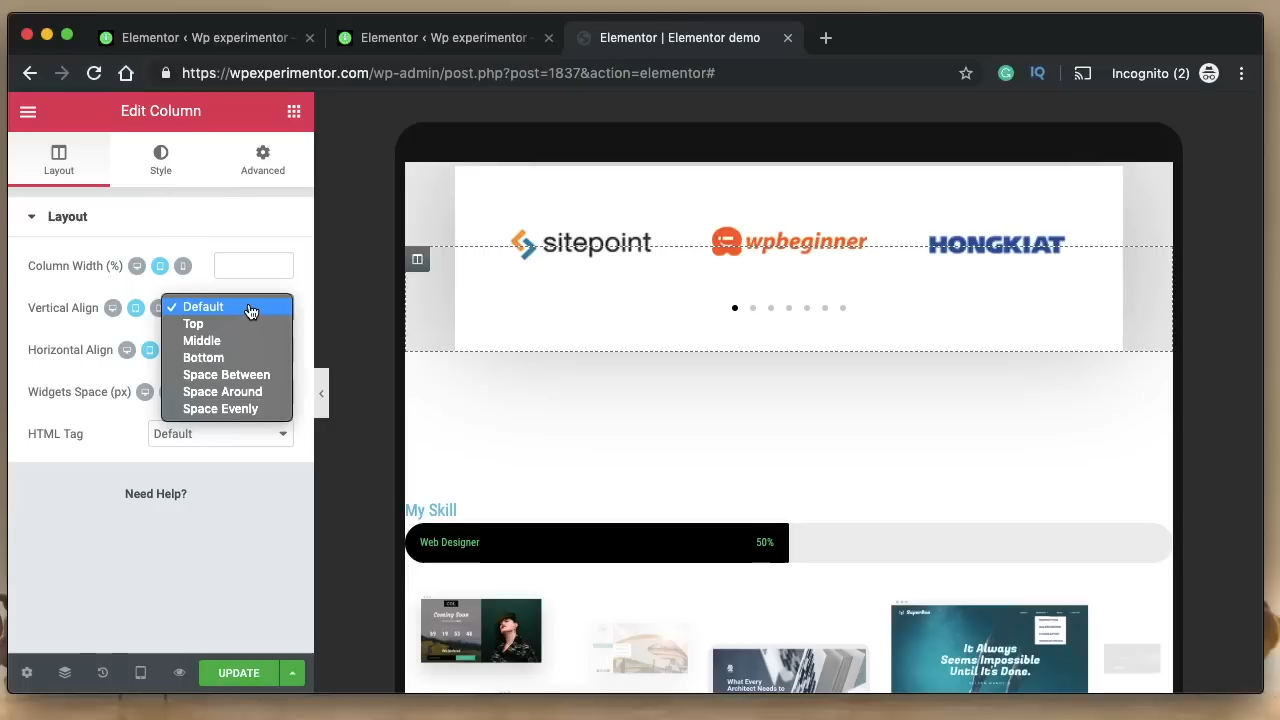 Elementor ‹ Wp experimentor -
Elementor ‹ Wp experimentor -
Elementor | Elementor demo
https://wpexperimentor.com/wp-admin/post.php?post=1837&action=elementor#
IQ
Incognito (2)
Edit Column
Layout
Style
Advanced
Layout
Column Width (%)
Vertical Align
Default
Top
Middle
Bottom
Space Between
Space Around
Space Evenly
Horizontal Align
Widgets Space (px)
HTML Tag
Default
Need Help?
UPDATE
sitepoint
wpbeginner
HONGKIAT
My Skill
Web Designer
50%
Coming Soon
What Every
Architect Needs to
It Always
Seems Impossible
Until It's Done.